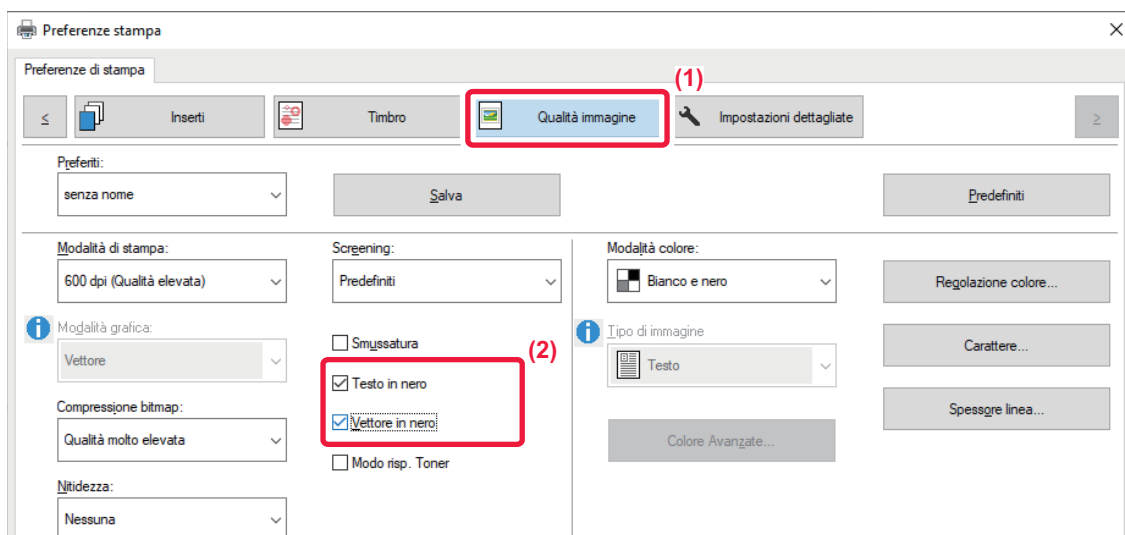 Preferenze stampa
Preferenze di stampa
(1)
< Inserti Timbro Qualità immagine Impostazioni dettagliate >
Preferiti:
senza nome Salva Predefiniti
Modalità di stampa: Screening: Modalità colore:
600 dpi (Qualità elevata) Predefiniti Bianco e nero Regolazione colore...
Modalità grafica: Smussatura (2) Tipo di immagine
Vettore Testo Carattere...
Testo in nero
Compressione bitmap: Vettore in nero Spessore linea...
Qualità molto elevata Colore Avanzate...
Modo risp. Toner
Nitidezza:
Nessuna